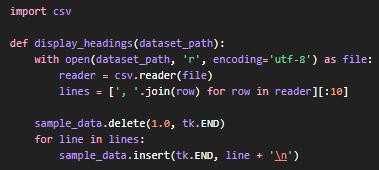 import csv
def display_headings(dataset_path):
    with open(dataset_path, 'r', encoding='utf-8') as file:
        reader = csv.reader(file)
        lines = [', '.join(row) for row in reader][:10]
    sample_data.delete(1.0, tk.END)
    for line in lines:
        sample_data.insert(tk.END, line + '\n')